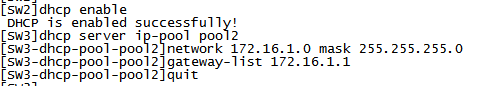 [SW2]dhcp enable
 DHCP is enabled successfully!
[SW3]dhcp server ip-pool pool2
[SW3-dhcp-pool-pool2]network 172.16.1.0 mask 255.255.255.0
[SW3-dhcp-pool-pool2]gateway-list 172.16.1.1
[SW3-dhcp-pool-pool2]quit